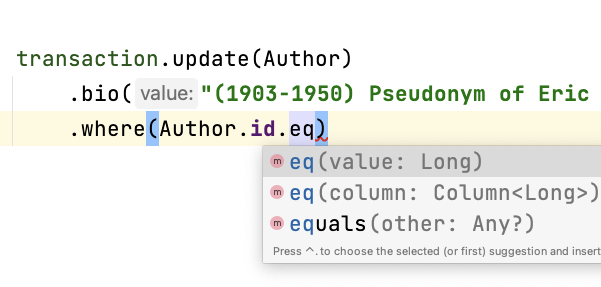 transaction.update(Author)
.bio( value: "(1903-1950) Pseudonym of Eric
.where(Author.id.eq)
m eq(value: Long)
m eq(column: Column<Long>)
m equals(other: Any?)
Press ^. to choose the selected (or first) suggestion and insert